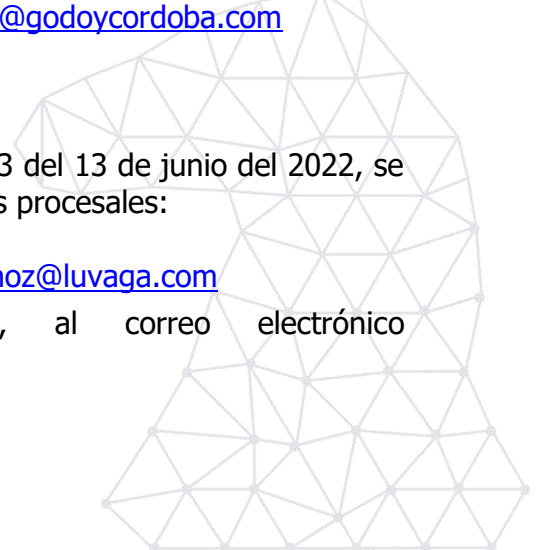 @godoycordoba.com
3 del 13 de junio del 2022, se
s procesales:
noz@luvaga.com
, al correo electrónico